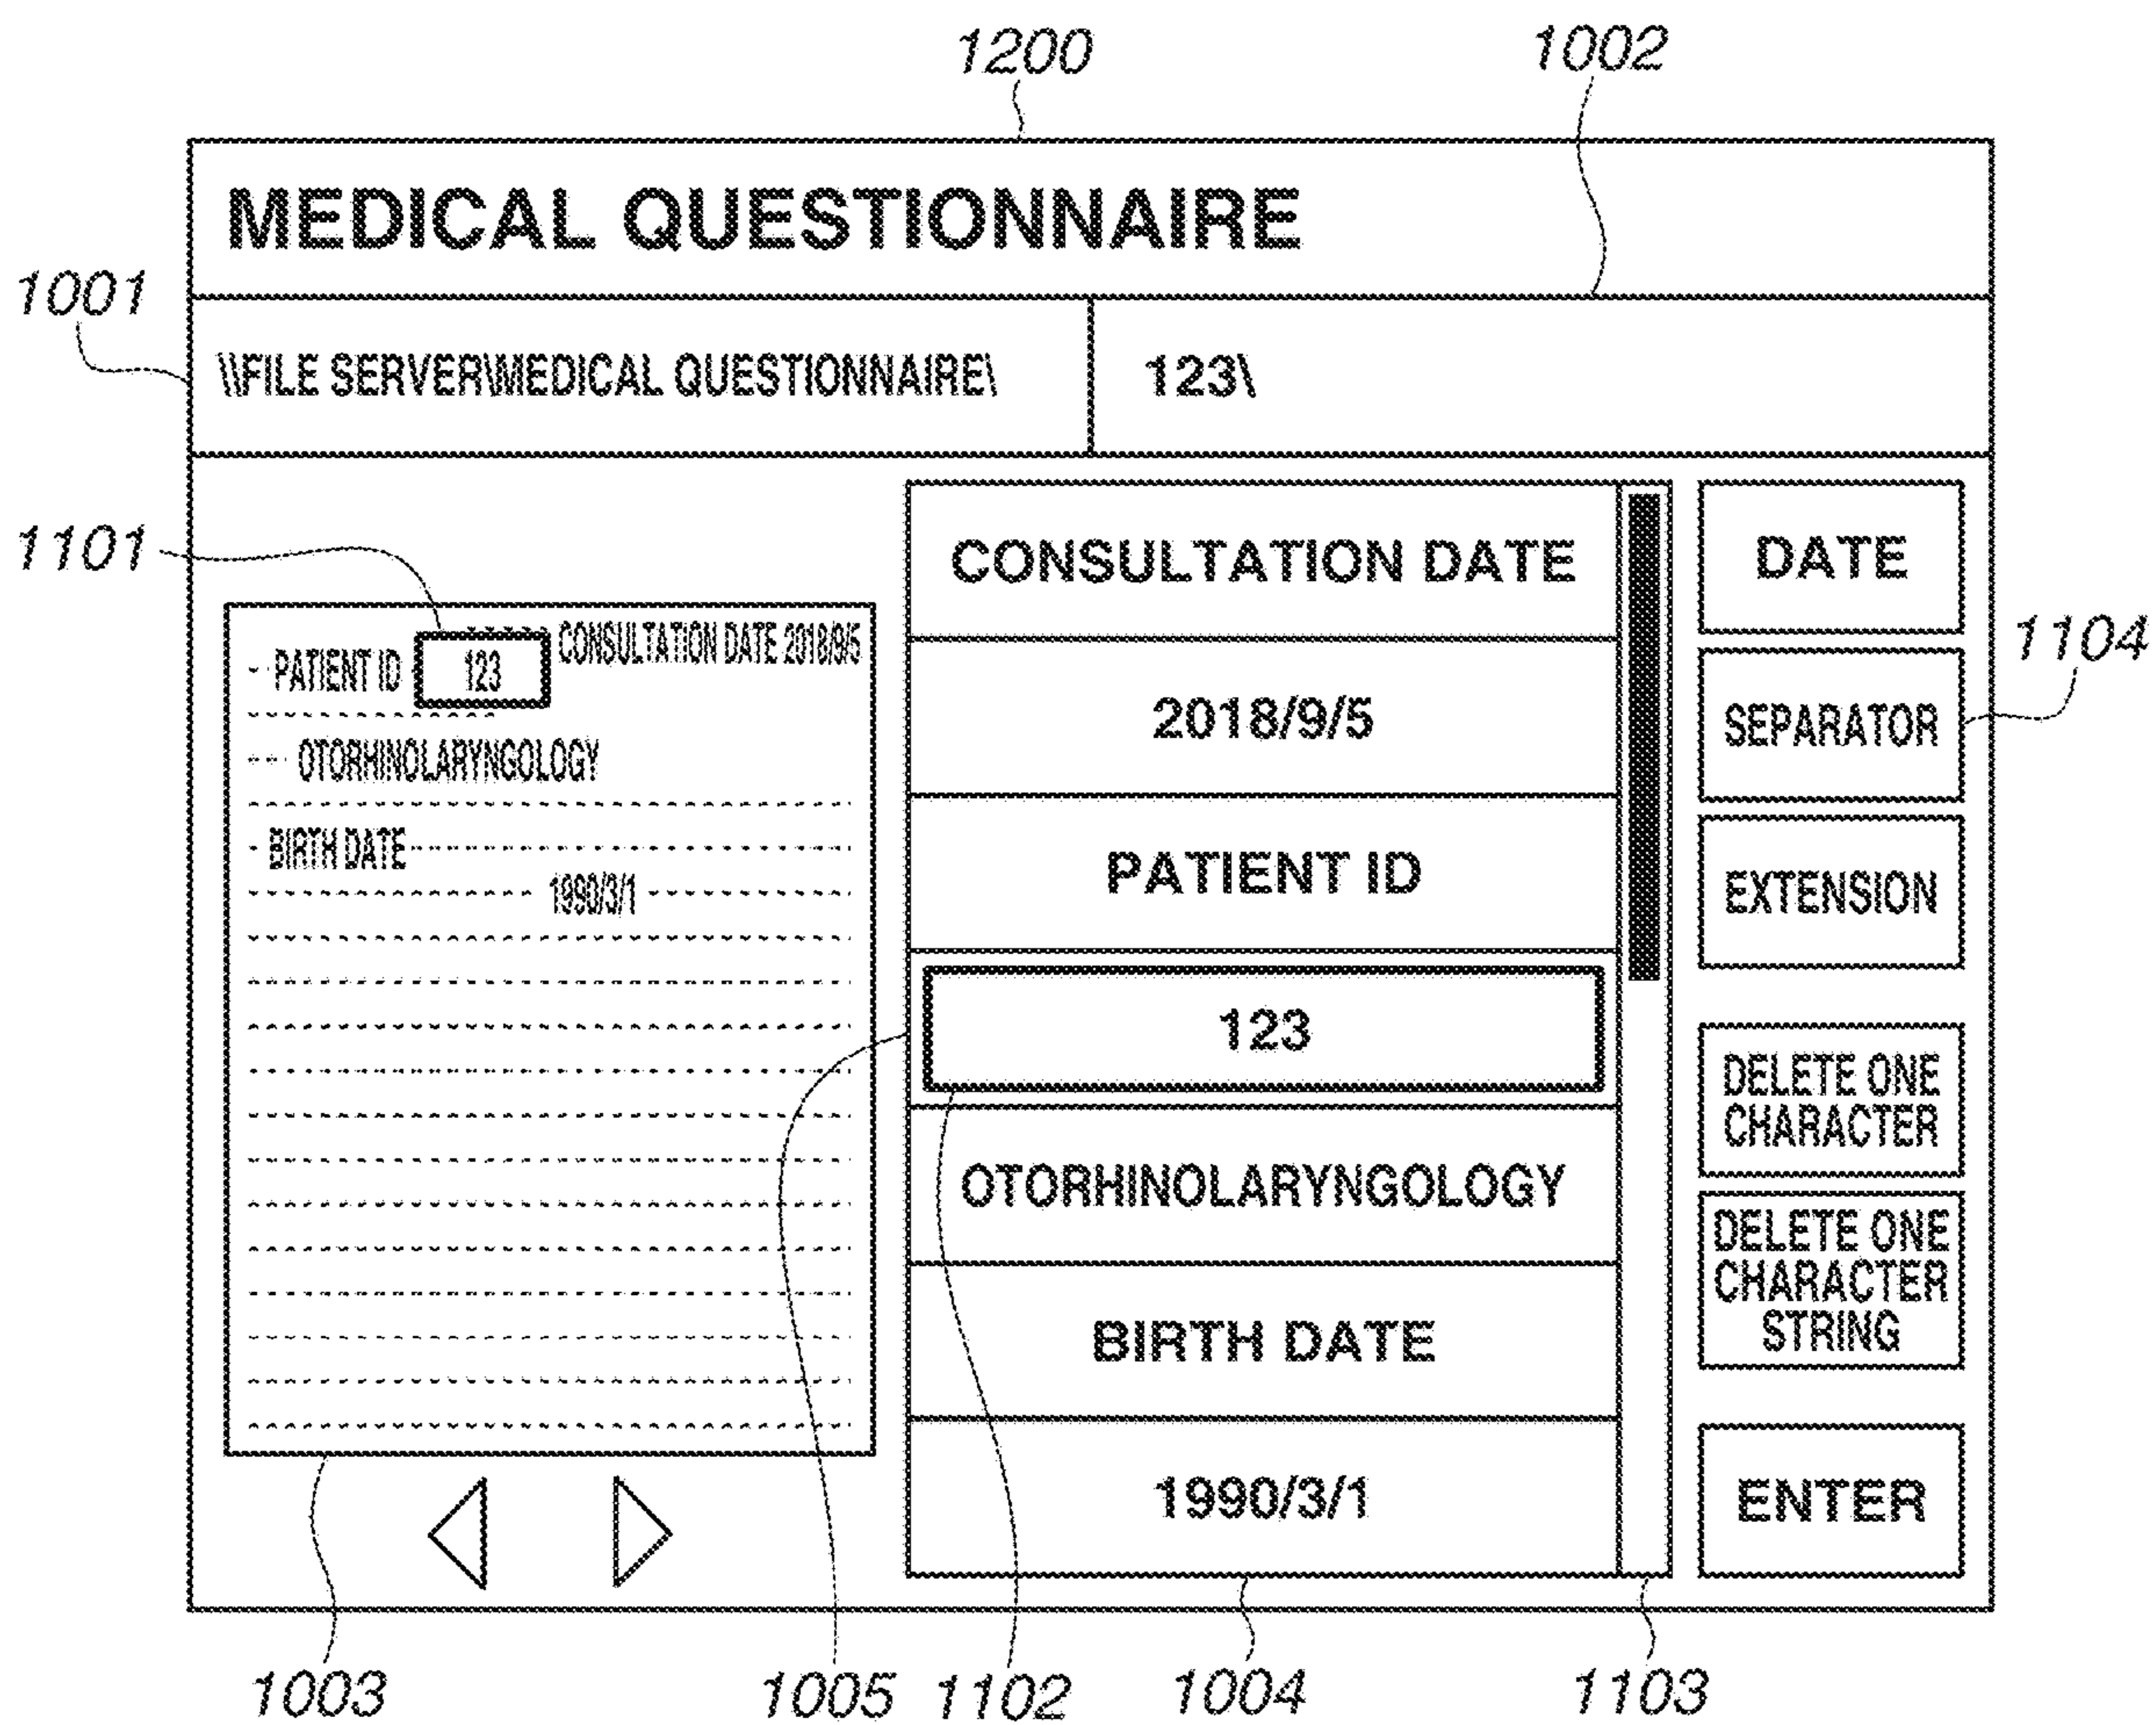 1200
1002
MEDICAL QUESTIONNAIRE
1001
\\FILE SERVER\MEDICAL QUESTIONNAIRE\
123\
1101
PATIENT ID
123
CONSULTATION DATE 2018/9/5
OTORHINOLARYNGOLOGY
BIRTH DATE
1990/3/1
CONSULTATION DATE
2018/9/5
PATIENT ID
123
OTORHINOLARYNGOLOGY
BIRTH DATE
1990/3/1
DATE
SEPARATOR
1104
EXTENSION
DELETE ONE
CHARACTER
DELETE ONE
CHARACTER
STRING
ENTER
1003
1005
1102
1004
1103